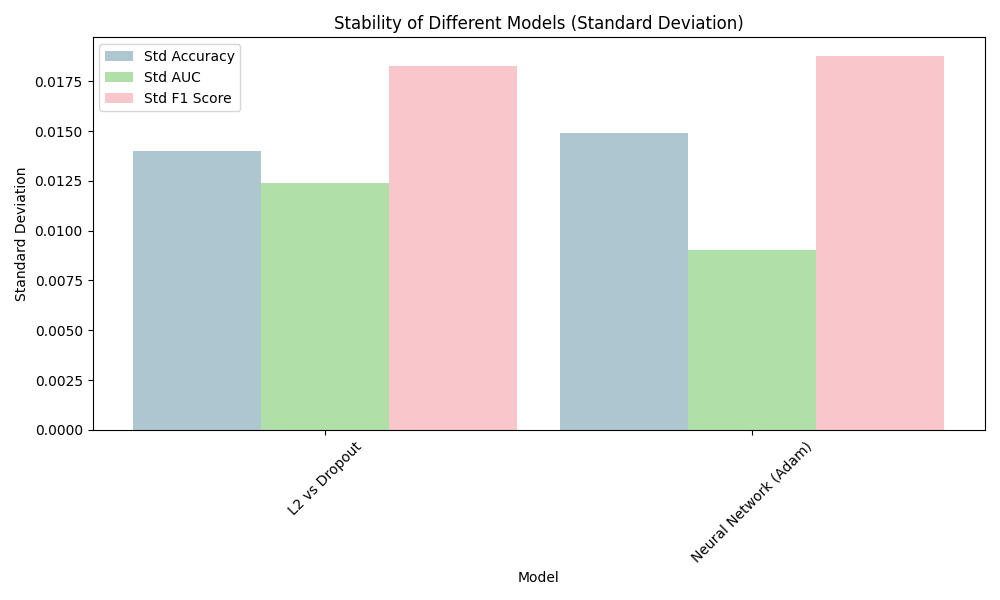 Stability of Different Models (Standard Deviation)
Std Accuracy
Std AUC
Std F1 Score
Standard Deviation
0.0175
0.0150
0.0125
0.0100
0.0075
0.0050
0.0025
0.0000
L2 vs Dropout
Neural Network (Adam)
Model